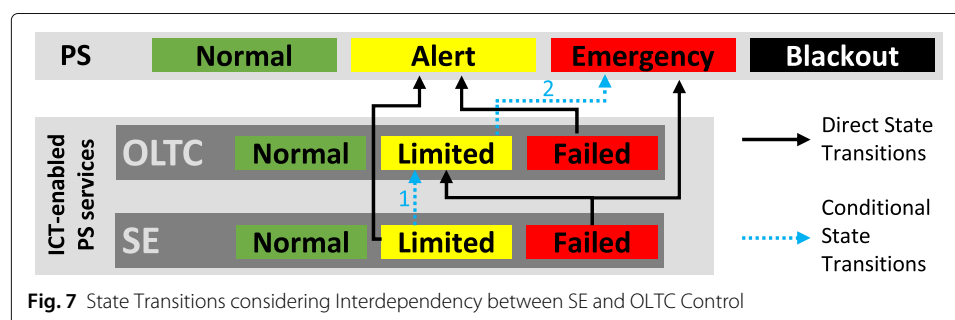 PS Normal Alert Emergency Blackout
2
OLTC Normal Limited Failed
1
SE Normal Limited Failed
ICT-enabled
PS services
Direct State
Transitions
Conditional
State
Transitions
Fig. 7 State Transitions considering Interdependency between SE and OLTC Control